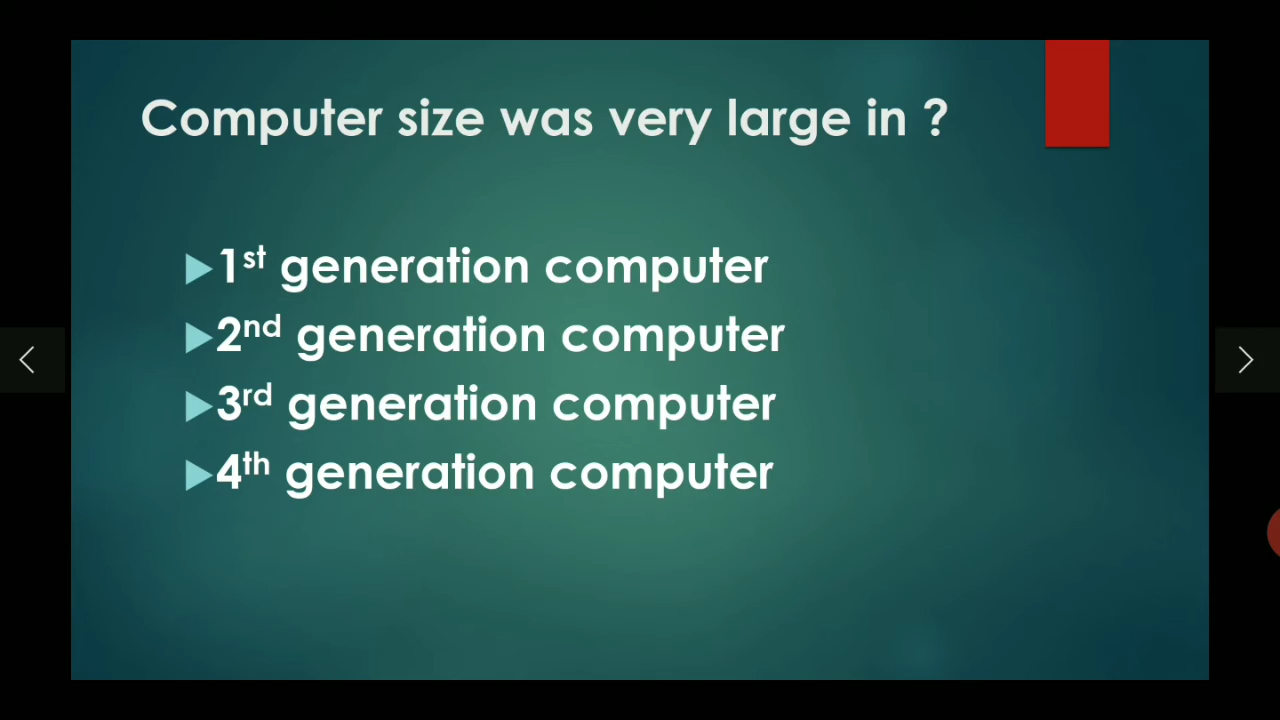 Computer size was very large in ?
1st generation computer
2nd generation computer
3rd generation computer
4th generation computer